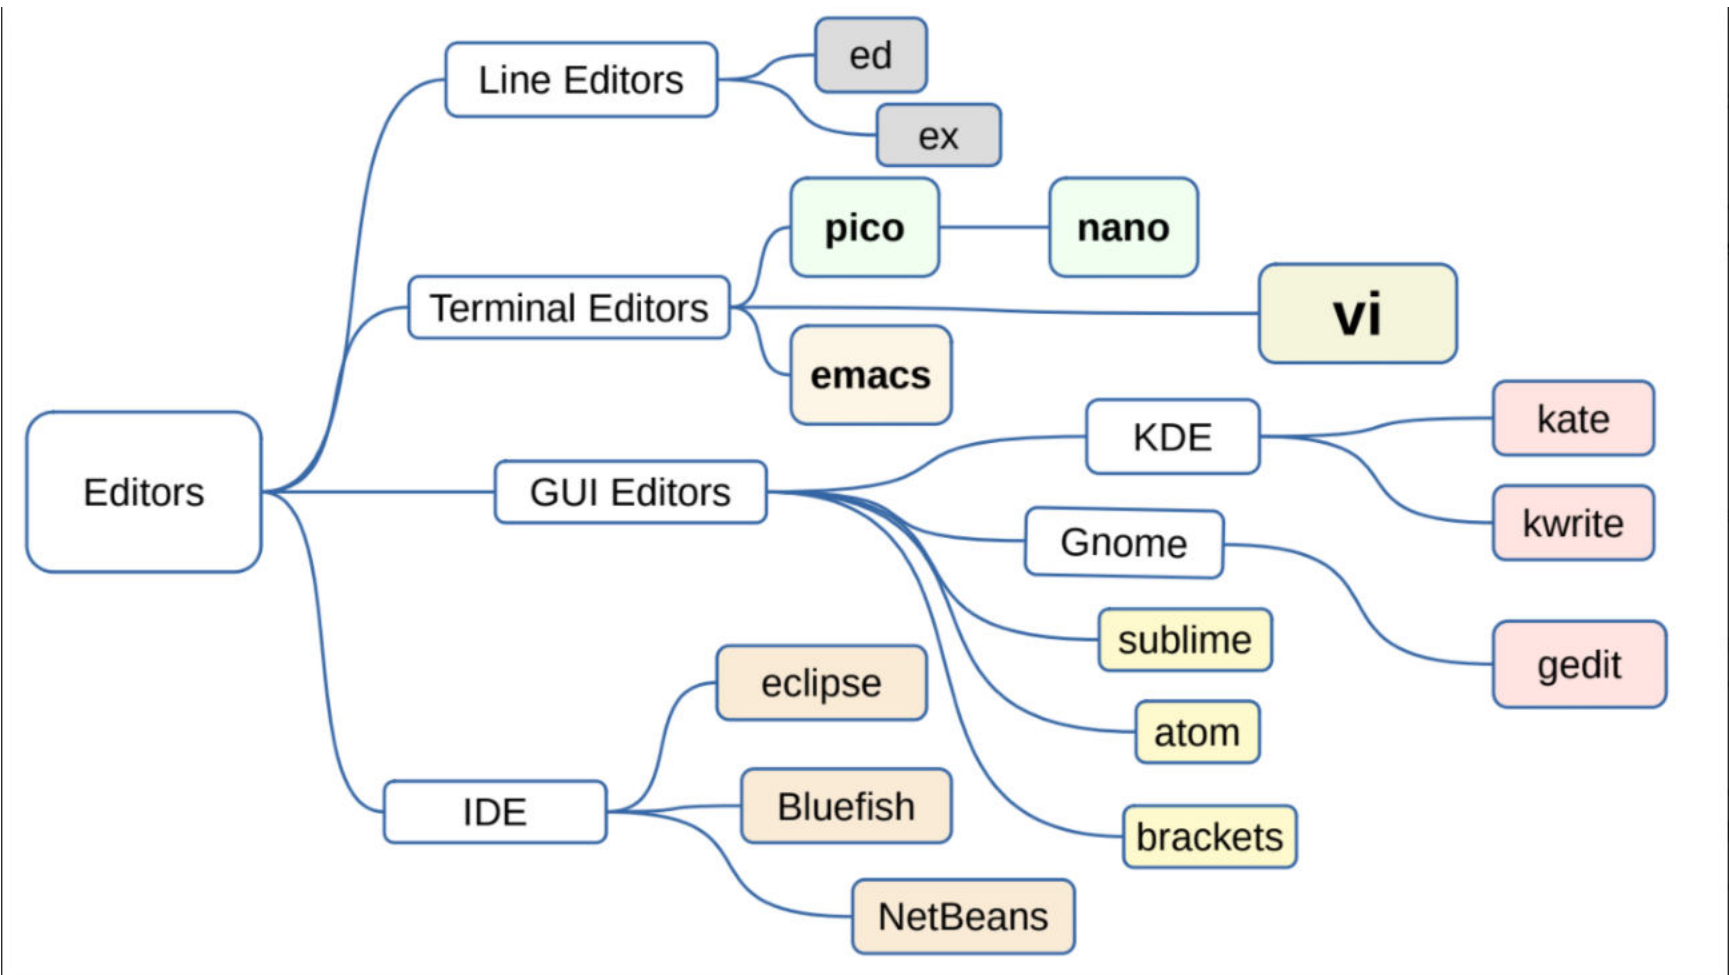 Editors
Line Editors
ed
ex
Terminal Editors
pico
nano
vi
emacs
GUI Editors
KDE
kate
kwrite
Gnome
gedit
sublime
atom
brackets
IDE
eclipse
Bluefish
NetBeans